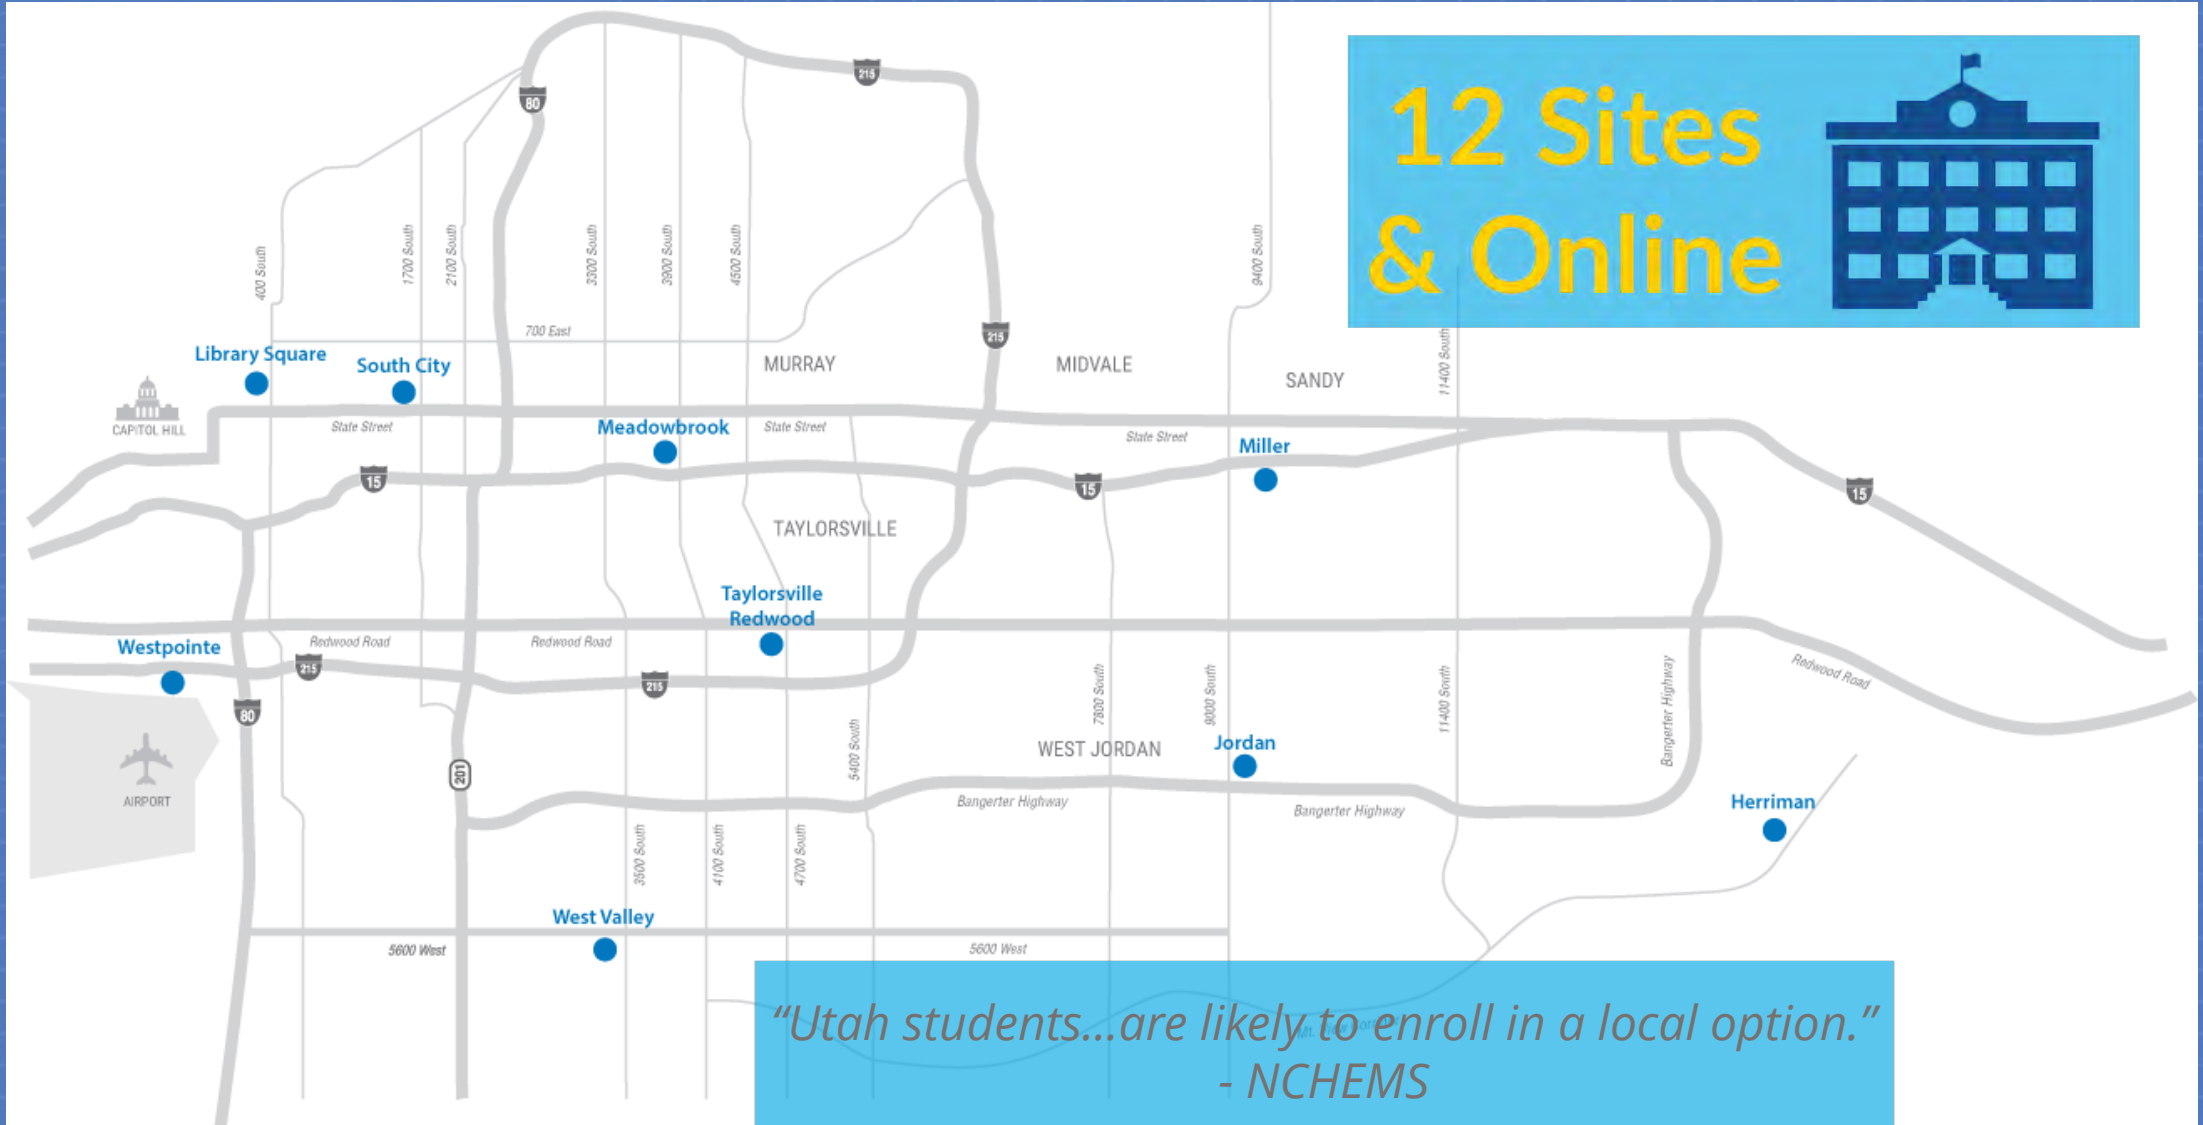 80
215
12 Sites
& Online
400 South
1700 South
2100 South
3300 South
3900 South
4500 South
9400 South
700 East
215
11400 South
Library Square
South City
MURRAY
MIDVALE
SANDY
CAPITOL HILL
State Street
Meadowbrook
State Street
State Street
Miller
15
15
15
TAYLORSVILLE
Taylorsville
Redwood
Westpointe
Redwood Road
Redwood Road
215
215
Redwood Road
80
7800 South
9000 South
11400 South
Bangerter Highway
5400 South
WEST JORDAN
Jordan
201
AIRPORT
Bangerter Highway
Bangerter Highway
Herriman
3500 South
4100 South
4700 South
West Valley
5600 West
5600 West
“Utah students...are likely to enroll in a local option.”
- NCHEMS